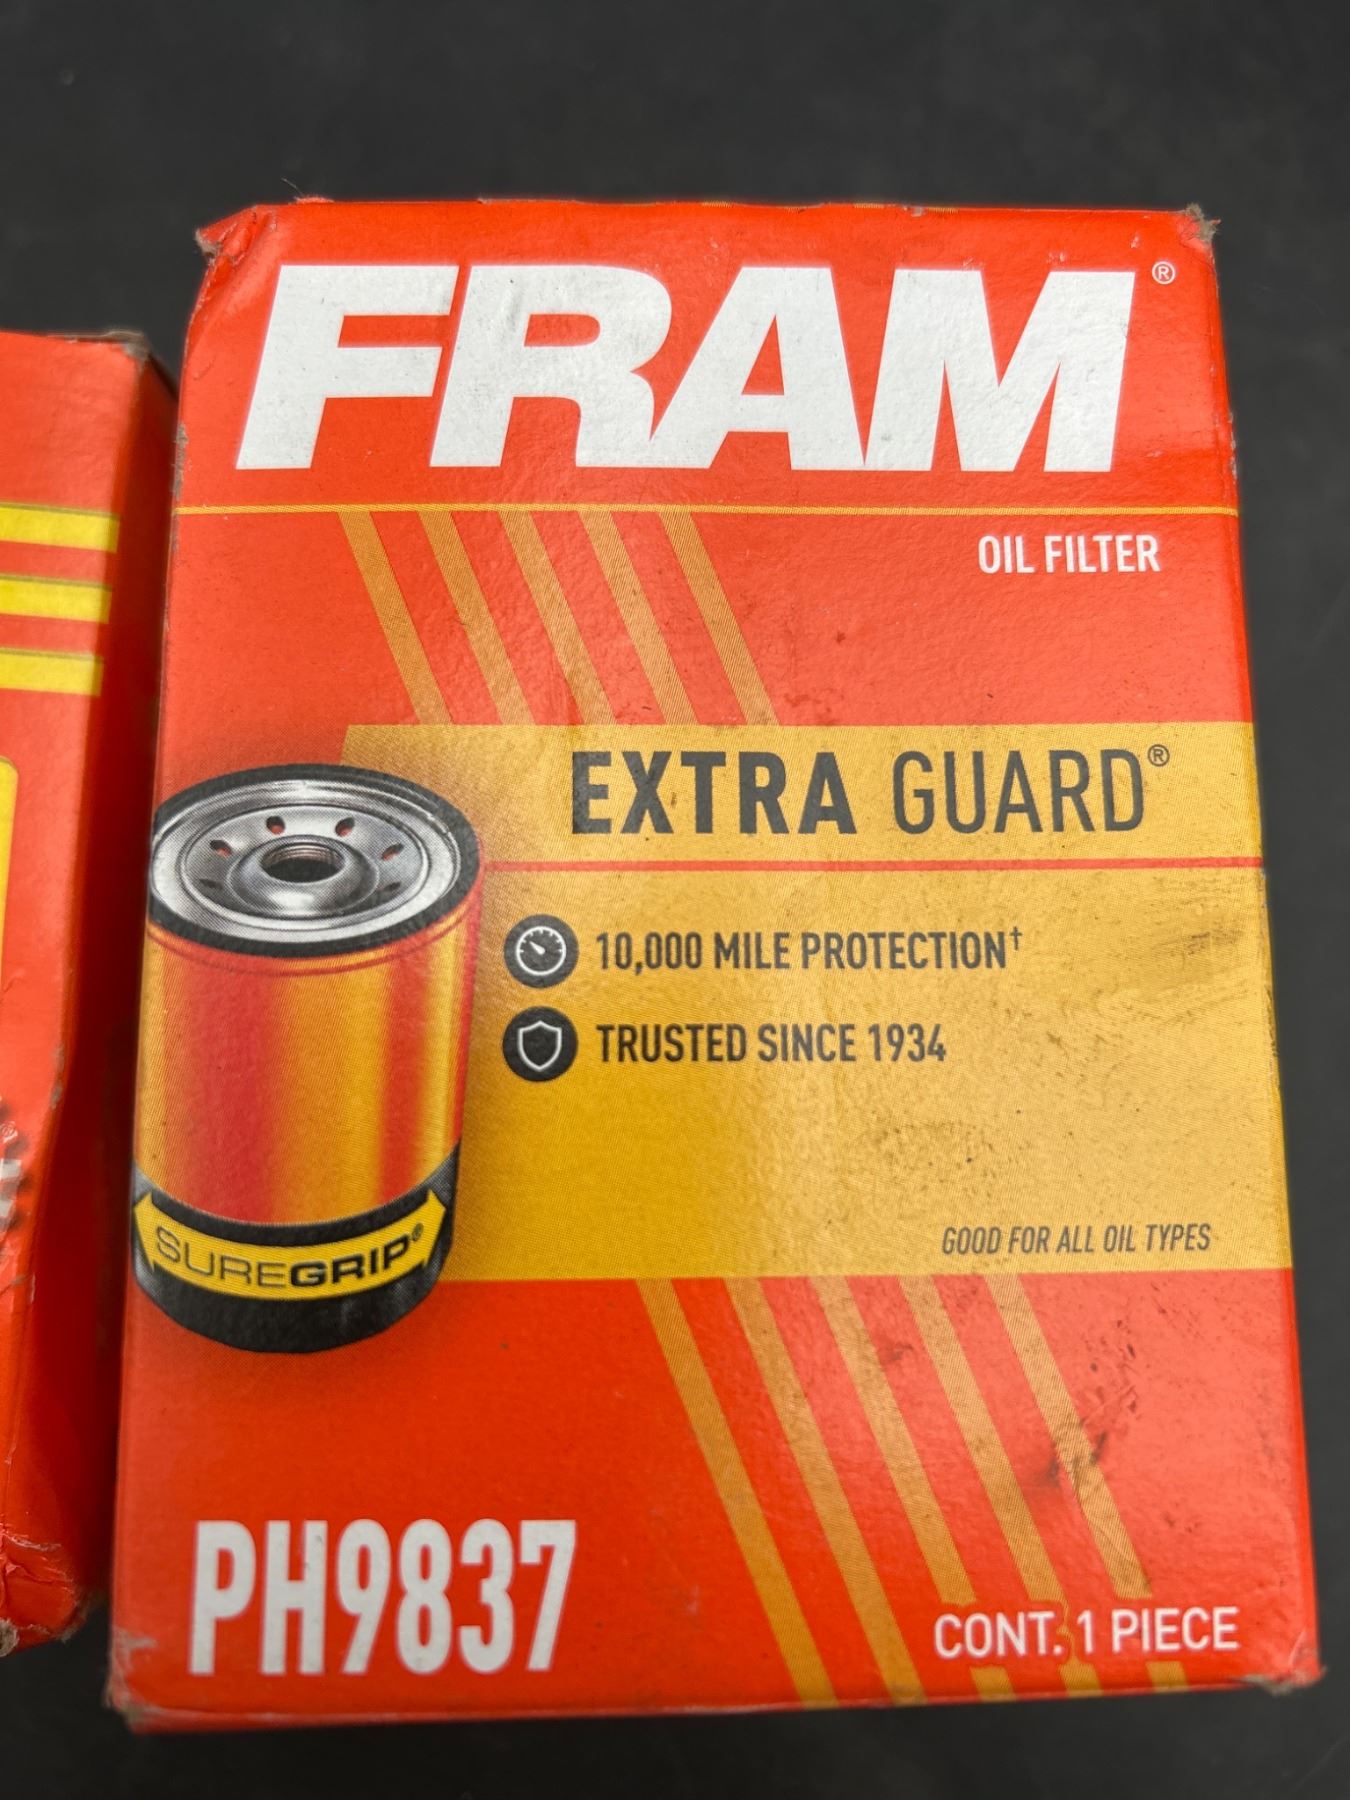 FRAM®
OIL FILTER
EXTRA GUARD®
10,000 MILE PROTECTION†
TRUSTED SINCE 1934
SUREGRIP®
GOOD FOR ALL OIL TYPES
PH9837
CONT. 1 PIECE